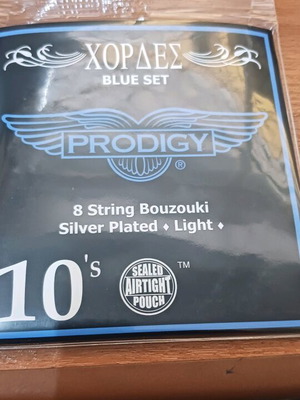 ΧΟΡΔΕΣ
BLUE SET
PRODIGY ®
8 String Bouzouki
Silver Plated ♦ Light ♦
10's
SEALED
AIRTIGHT
POUCH
™